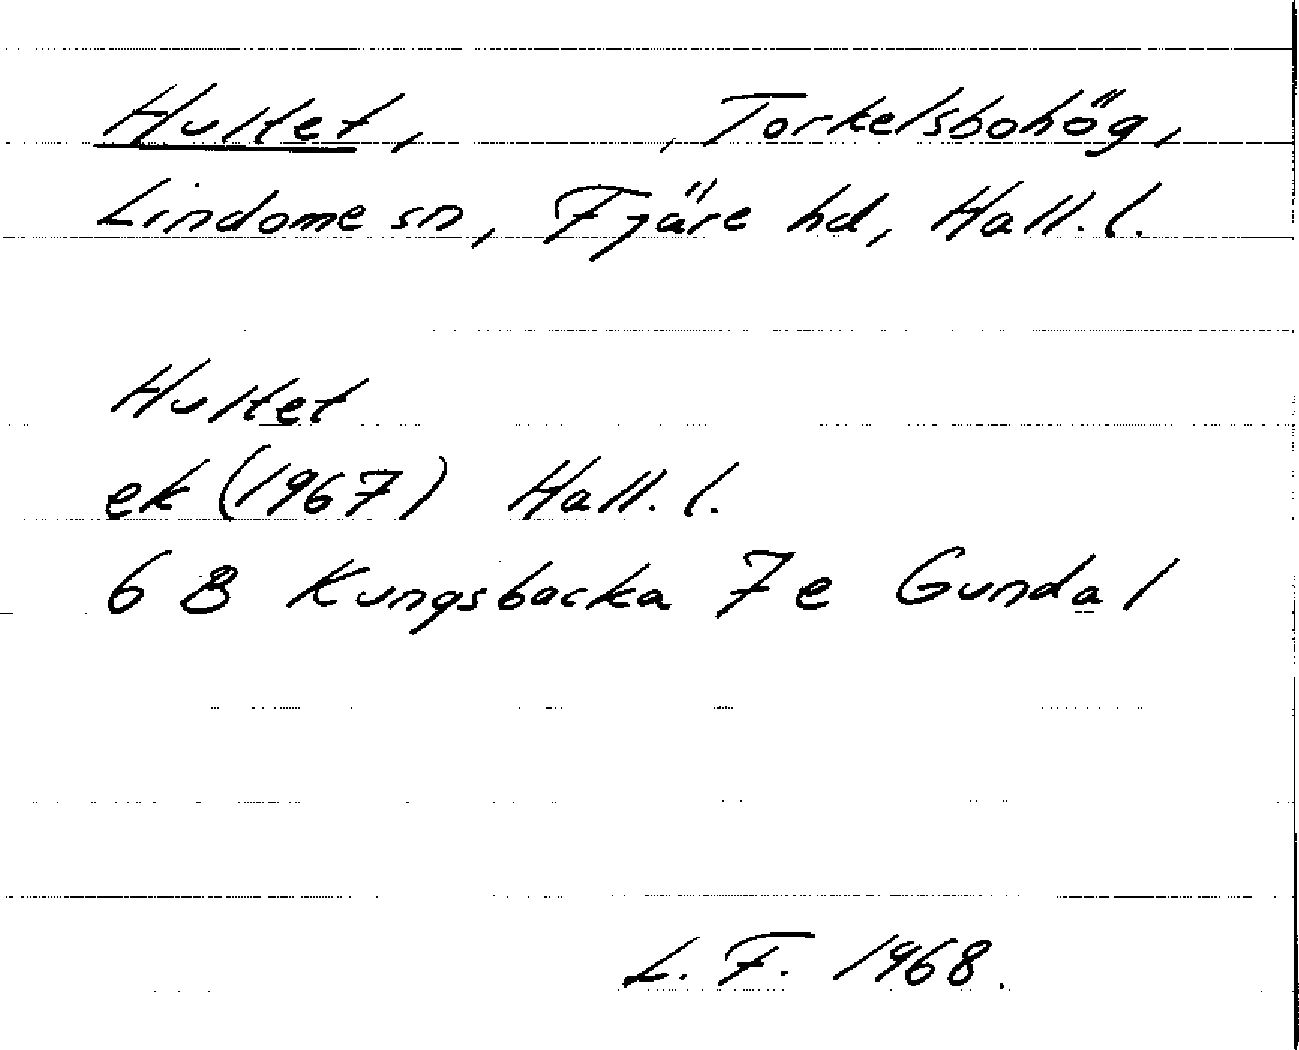 Hultet, , Torkelsbohög,
Lindome sn, Fjäre hd, Hall. l.
Hultet
ek (1967) Hall. l.
6 B Kungsbacka 7 e Gundal
L. F. 1968.